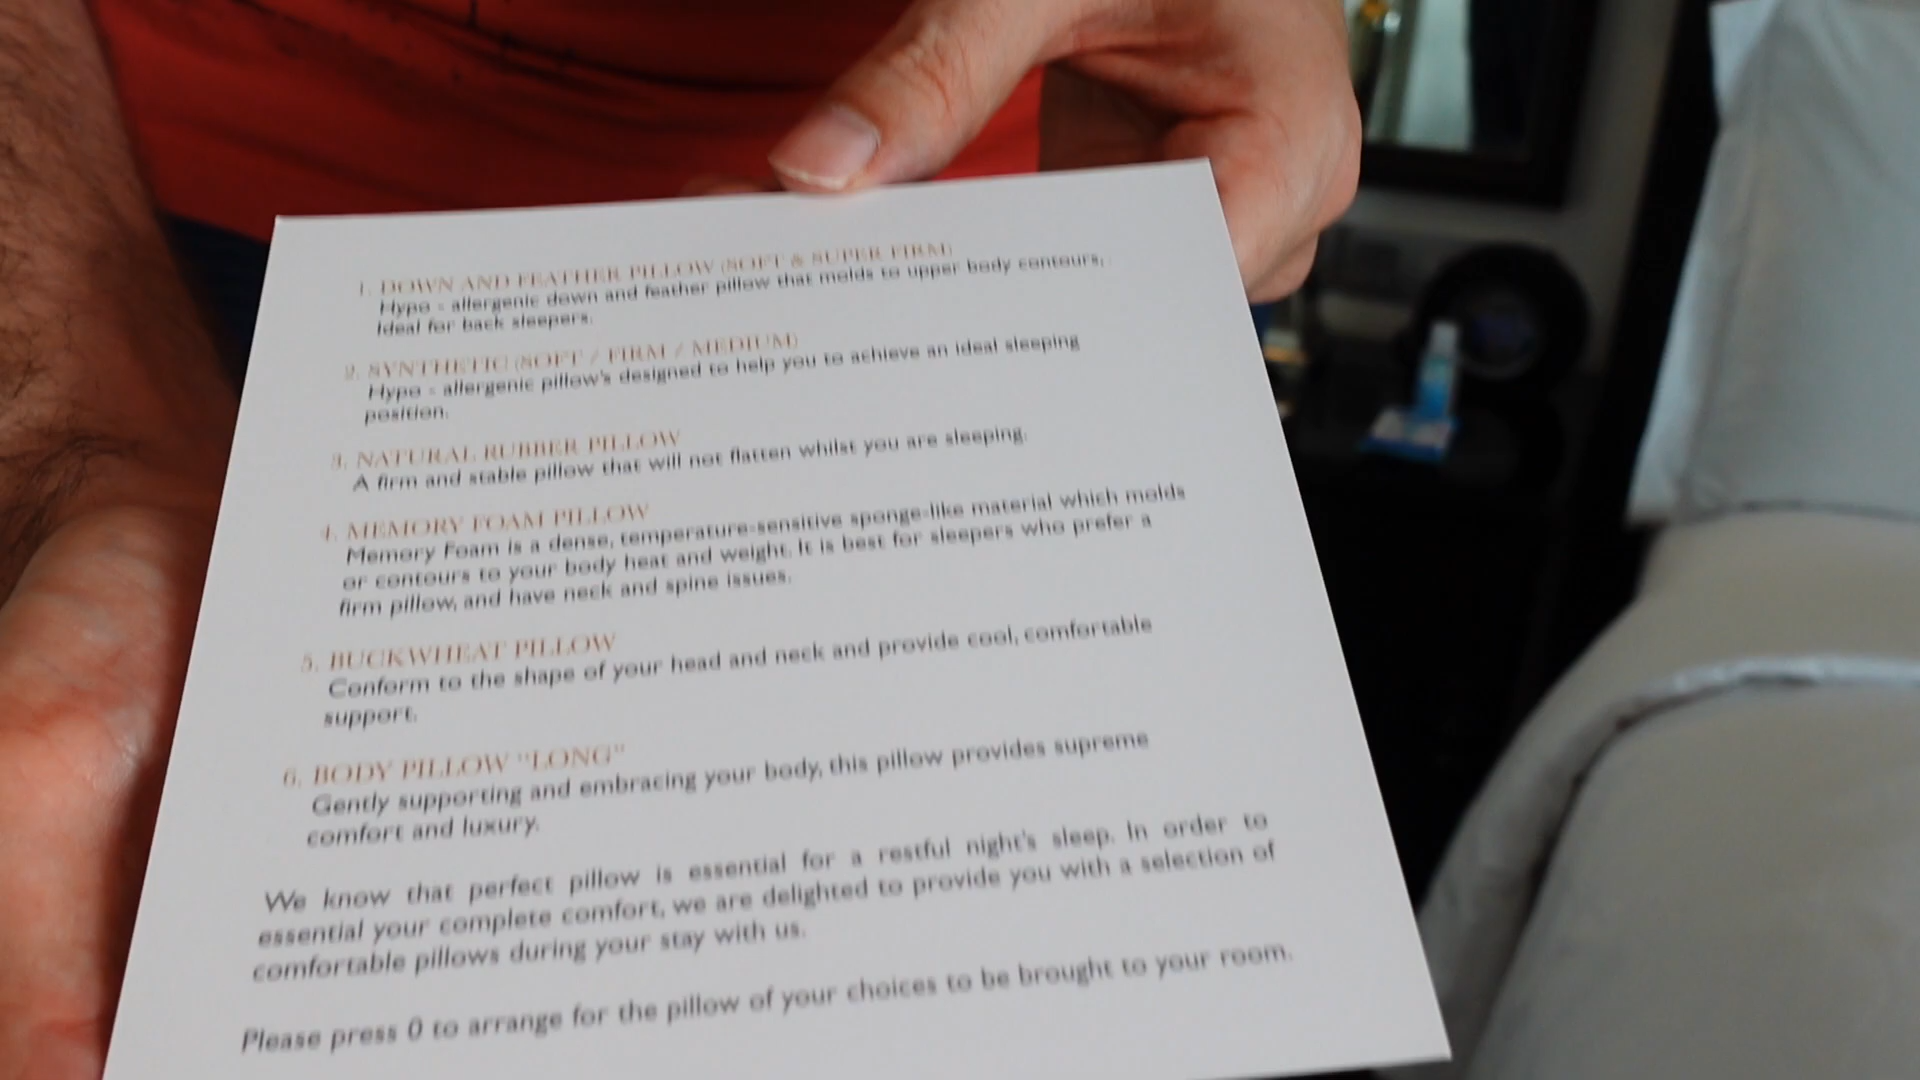 1. DOWN AND FEATHER PILLOW (SOFT & SUPER FIRM)
Hypo - allergenic down and feather pillow that molds to upper body contours,
Ideal for back sleepers.
2. SYNTHETIC (SOFT / FIRM / MEDIUM)
Hypo - allergenic pillow's designed to help you to achieve an ideal sleeping
position.
3. NATURAL RUBBER PILLOW
A firm and stable pillow that will not flatten whilst you are sleeping.
4. MEMORY FOAM PILLOW
Memory Foam is a dense, temperature-sensitive sponge-like material which molds
or contours to your body heat and weight. It is best for sleepers who prefer a
firm pillow, and have neck and spine issues.
5. BUCKWHEAT PILLOW
Conform to the shape of your head and neck and provide cool, comfortable
support.
6. BODY PILLOW "LONG"
Gently supporting and embracing your body, this pillow provides supreme
comfort and luxury.
We know that perfect pillow is essential for a restful night's sleep. In order to
essential your complete comfort, we are delighted to provide you with a selection of
comfortable pillows during your stay with us.
Please press 0 to arrange for the pillow of your choices to be brought to your room.